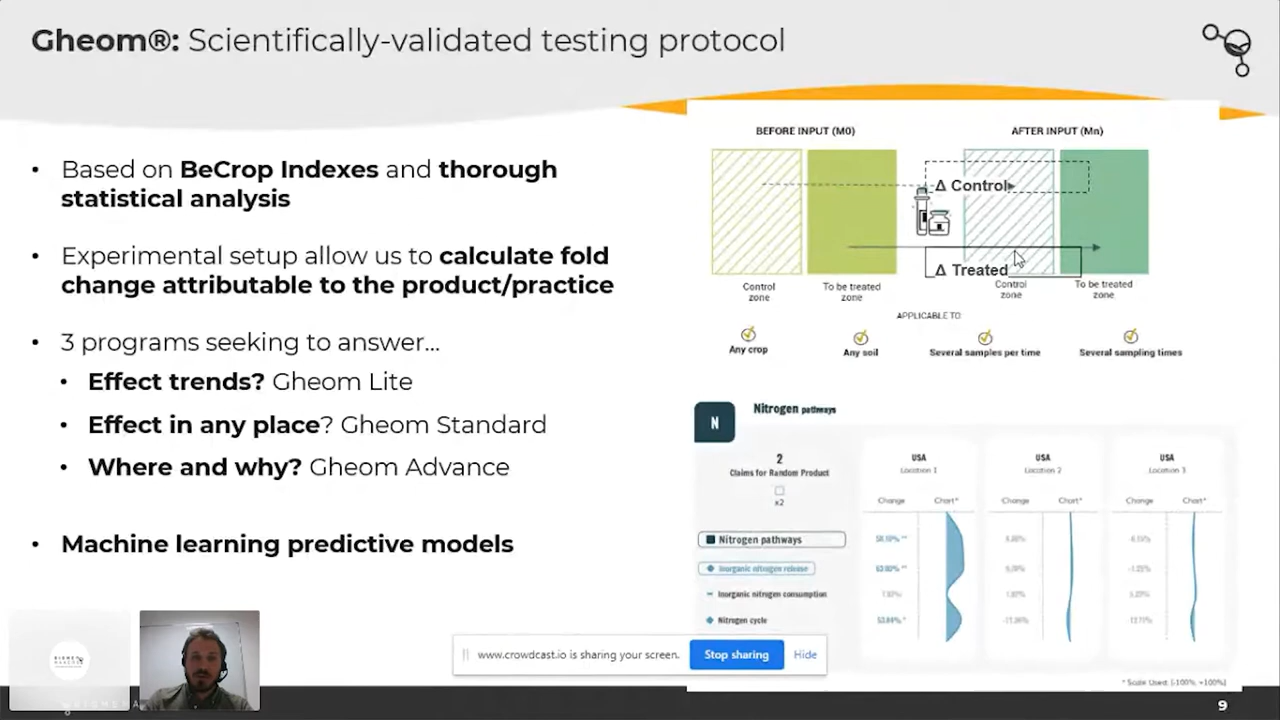 Gheom®: Scientifically-validated testing protocol
• Based on BeCrop Indexes and thorough
statistical analysis
• Experimental setup allow us to calculate fold
change attributable to the product/practice
• 3 programs seeking to answer...
• Effect trends? Gheom Lite
• Effect in any place? Gheom Standard
• Where and why? Gheom Advance
• Machine learning predictive models
BEFORE INPUT (M0)
AFTER INPUT (Mn)
Δ Control
Δ Treated
Control
zone
To be treated
zone
Control
zone
To be treated
zone
APPLICABLE TO
Any crop
Any soil
Several samples per time
Several sampling times
N
Nitrogen pathways
2
Claims for Random Product
x2
USA
Location 1
USA
Location 2
USA
Location 3
Change
Chart*
Change
Chart*
Change
Chart*
Nitrogen pathways
Inorganic nitrogen release
Inorganic nitrogen consumption
Nitrogen cycle
* Scale Used: [-100%, +100%]
www.crowdcast.io is sharing your screen.
Stop sharing
Hide
9